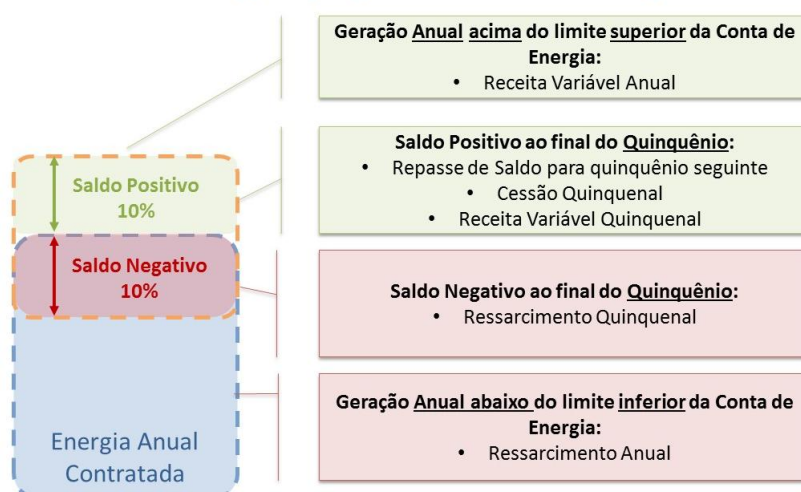 Geração Anual acima do limite superior da Conta de
Energia:
• Receita Variável Anual
Saldo Positivo ao final do Quinquênio:
• Repasse de Saldo para quinquênio seguinte
• Cessão Quinquenal
• Receita Variável Quinquenal
Saldo Positivo
10%
Saldo Negativo
10%
Saldo Negativo ao final do Quinquênio:
• Ressarcimento Quinquenal
Geração Anual abaixo do limite inferior da Conta de
Energia:
• Ressarcimento Anual
Energia Anual
Contratada